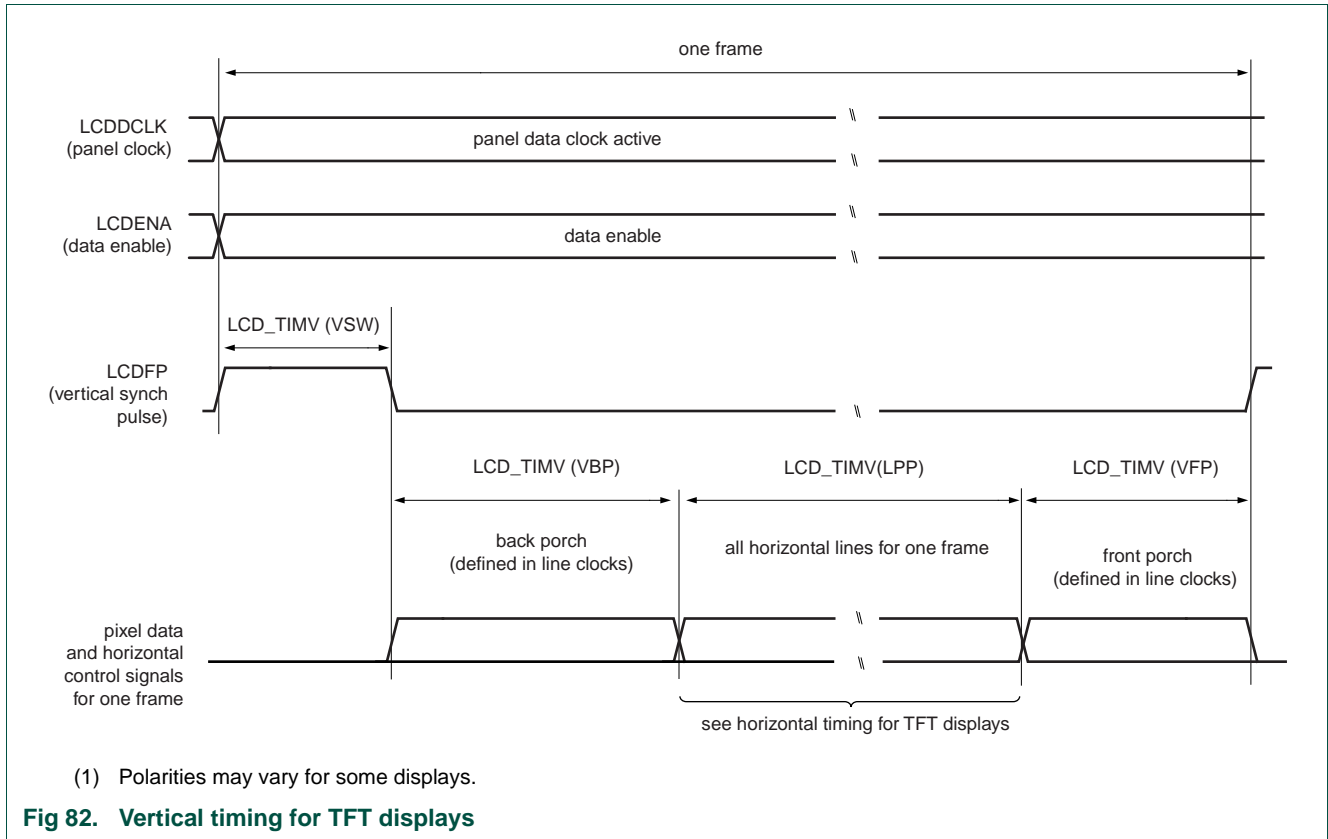 one frame
LCDDCLK
(panel clock)
panel data clock active
LCDENA
(data enable)
data enable
LCD_TIMV (VSW)
LCDFP
(vertical synch
pulse)
LCD_TIMV (VBP)
LCD_TIMV(LPP)
LCD_TIMV (VFP)
back porch
(defined in line clocks)
all horizontal lines for one frame
front porch
(defined in line clocks)
pixel data
and horizontal
control signals
for one frame
see horizontal timing for TFT displays
(1) Polarities may vary for some displays.
Fig 82. Vertical timing for TFT displays